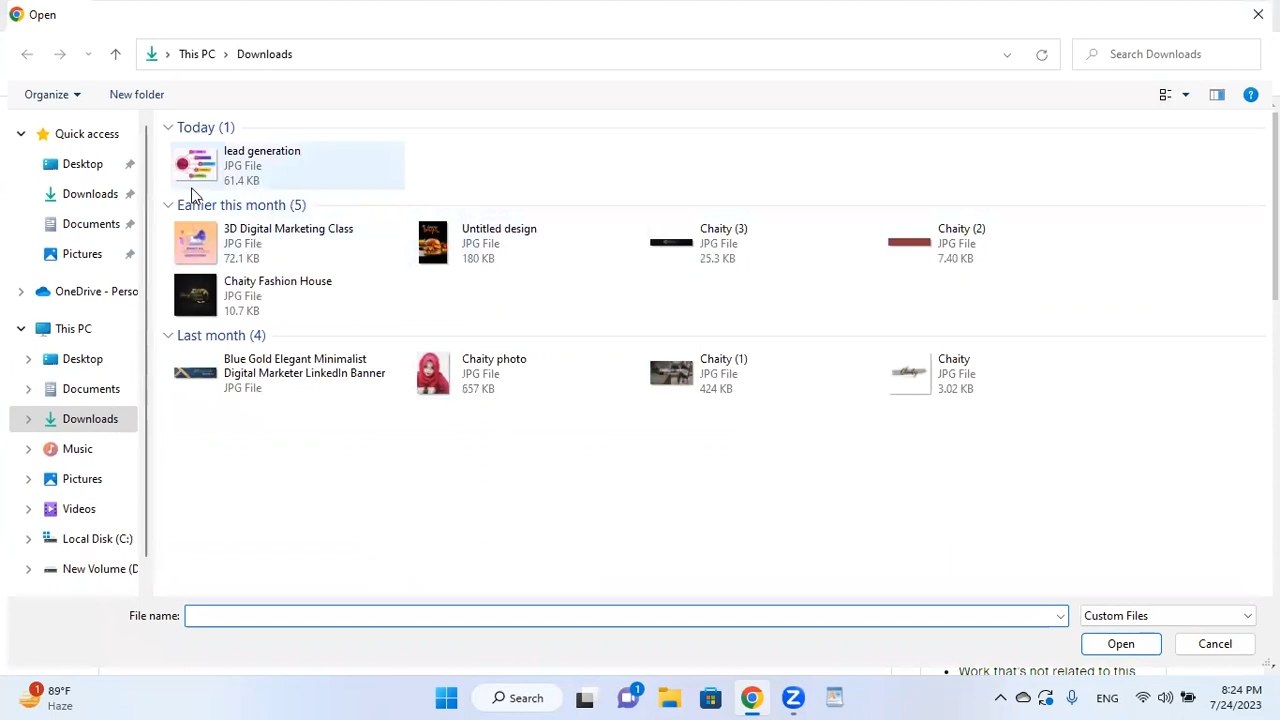 Open
This PC
Downloads
Search Downloads
Organize
New folder
Quick access
Desktop
Downloads
Documents
Pictures
OneDrive - Perso
This PC
Desktop
Documents
Downloads
Music
Pictures
Videos
Local Disk (C:)
New Volume (D
Today (1)
lead generation
JPG File
61.4 KB
Earlier this month (5)
3D Digital Marketing Class
JPG File
72.1 KB
Untitled design
JPG File
180 KB
Chaity (3)
JPG File
25.3 KB
Chaity (2)
JPG File
7.40 KB
Chaity Fashion House
JPG File
10.7 KB
Last month (4)
Blue Gold Elegant Minimalist
Digital Marketer LinkedIn Banner
JPG File
Chaity photo
JPG File
657 KB
Chaity (1)
JPG File
424 KB
Chaity
JPG File
3.02 KB
File name:
Custom Files
Open
Cancel
Work that's not related to this
1
89°F
Haze
Search
1
ENG
8:24 PM
7/24/2023